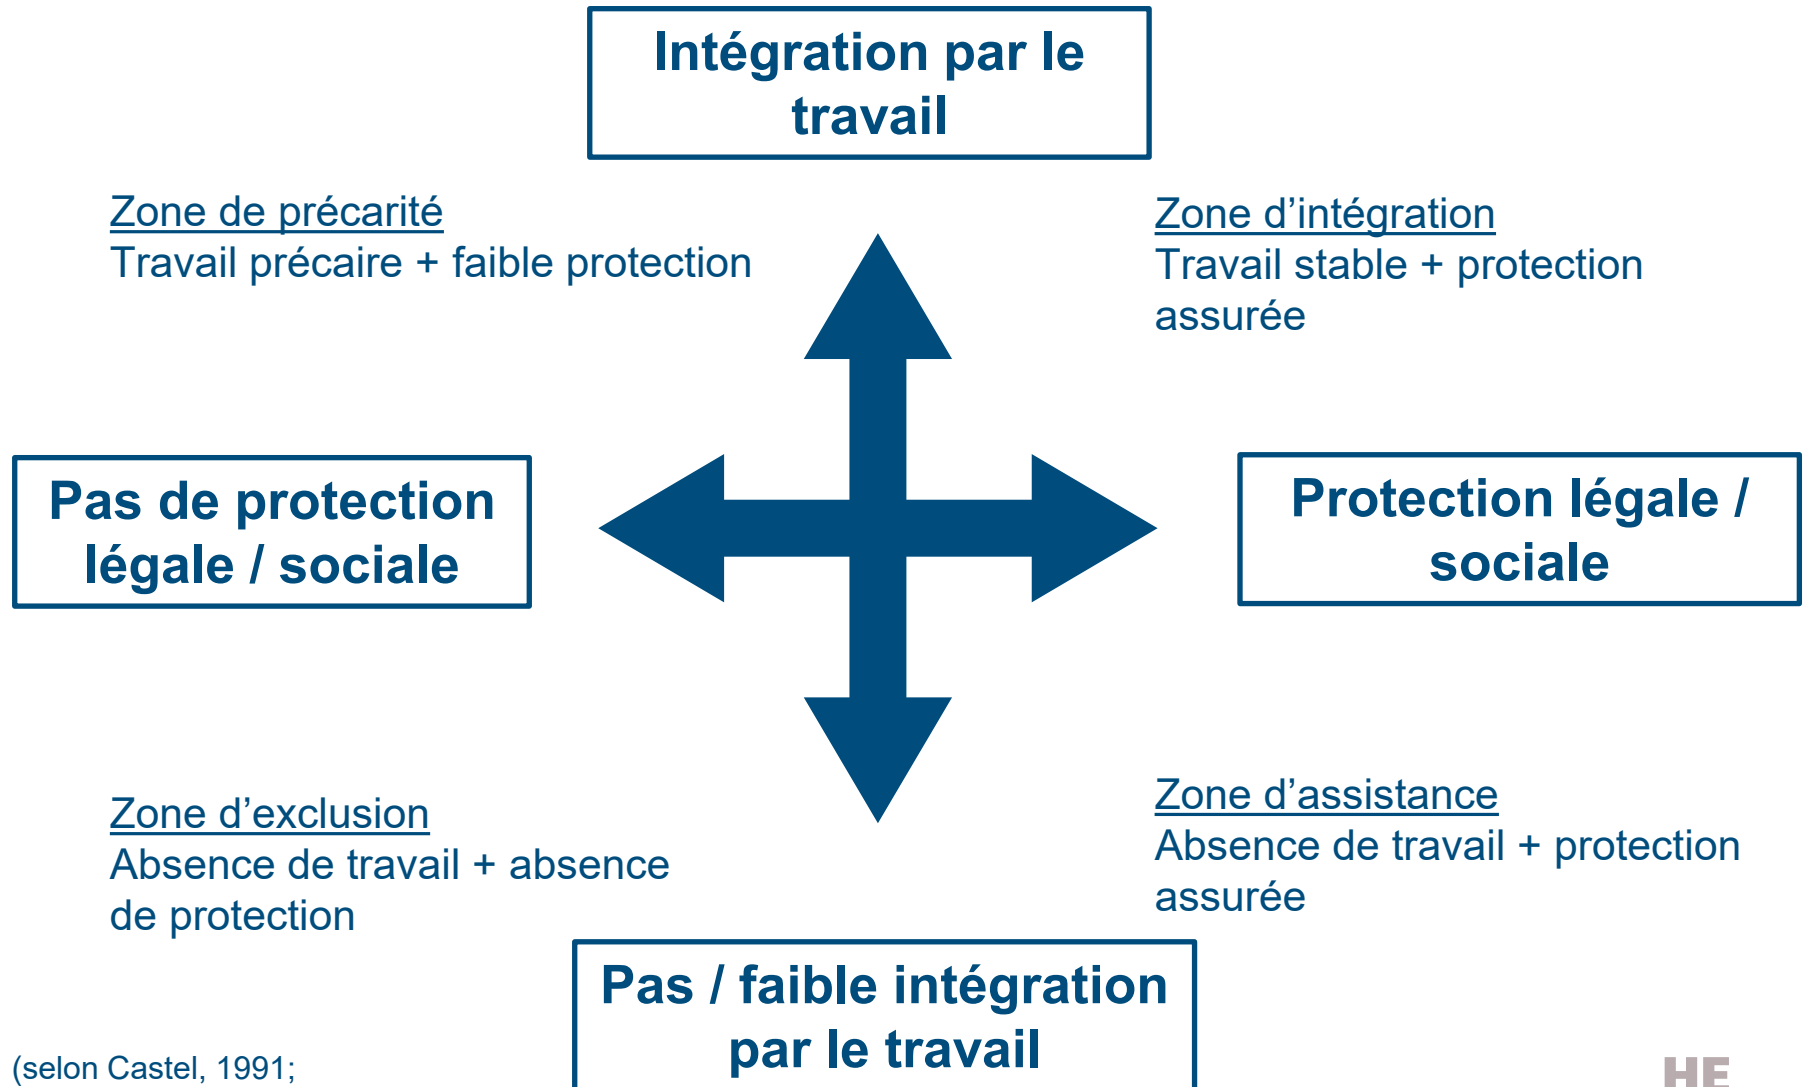 Intégration par le
travail
Zone de précarité
Travail précaire + faible protection
Zone d’intégration
Travail stable + protection
assurée
Pas de protection
légale / sociale
Protection légale /
sociale
Zone d’exclusion
Absence de travail + absence
de protection
Zone d’assistance
Absence de travail + protection
assurée
Pas / faible intégration
par le travail
(selon Castel, 1991;
HE